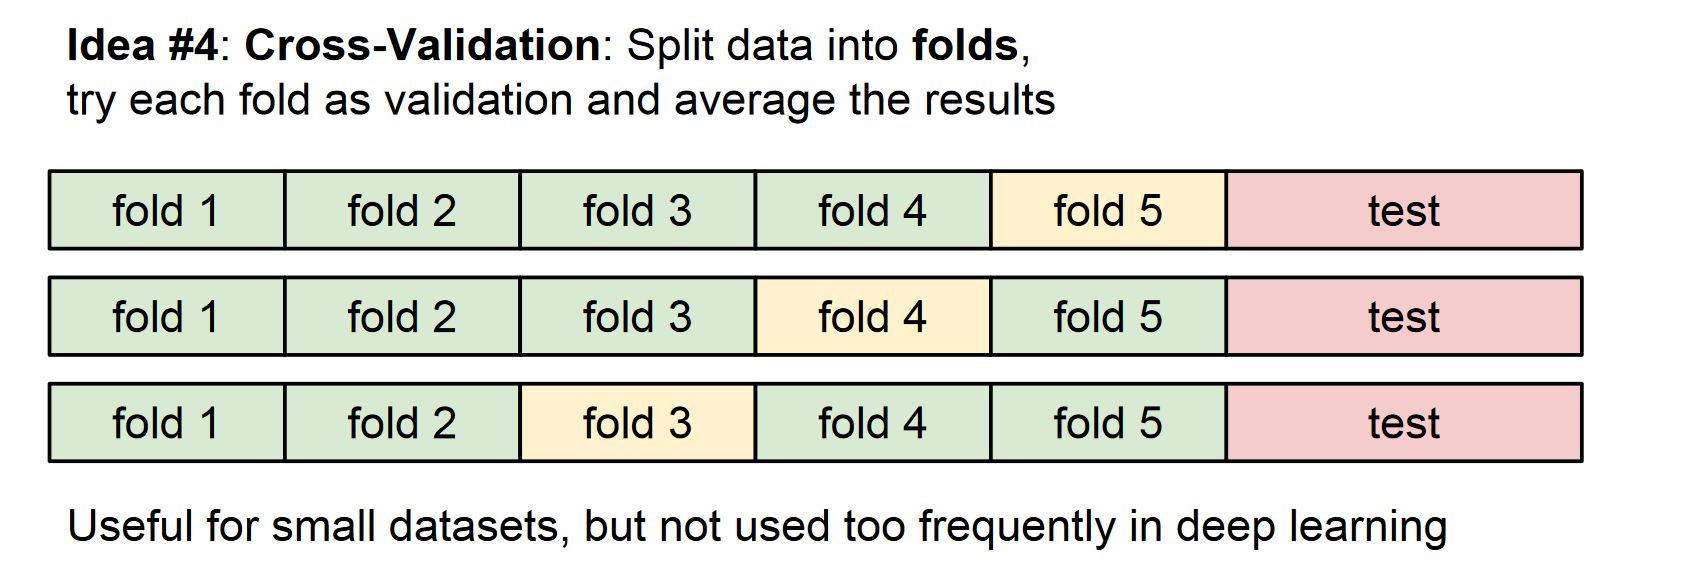 Idea #4: Cross-Validation: Split data into folds,
try each fold as validation and average the results
fold 1 fold 2 fold 3 fold 4 fold 5 test
fold 1 fold 2 fold 3 fold 4 fold 5 test
fold 1 fold 2 fold 3 fold 4 fold 5 test
Useful for small datasets, but not used too frequently in deep learning